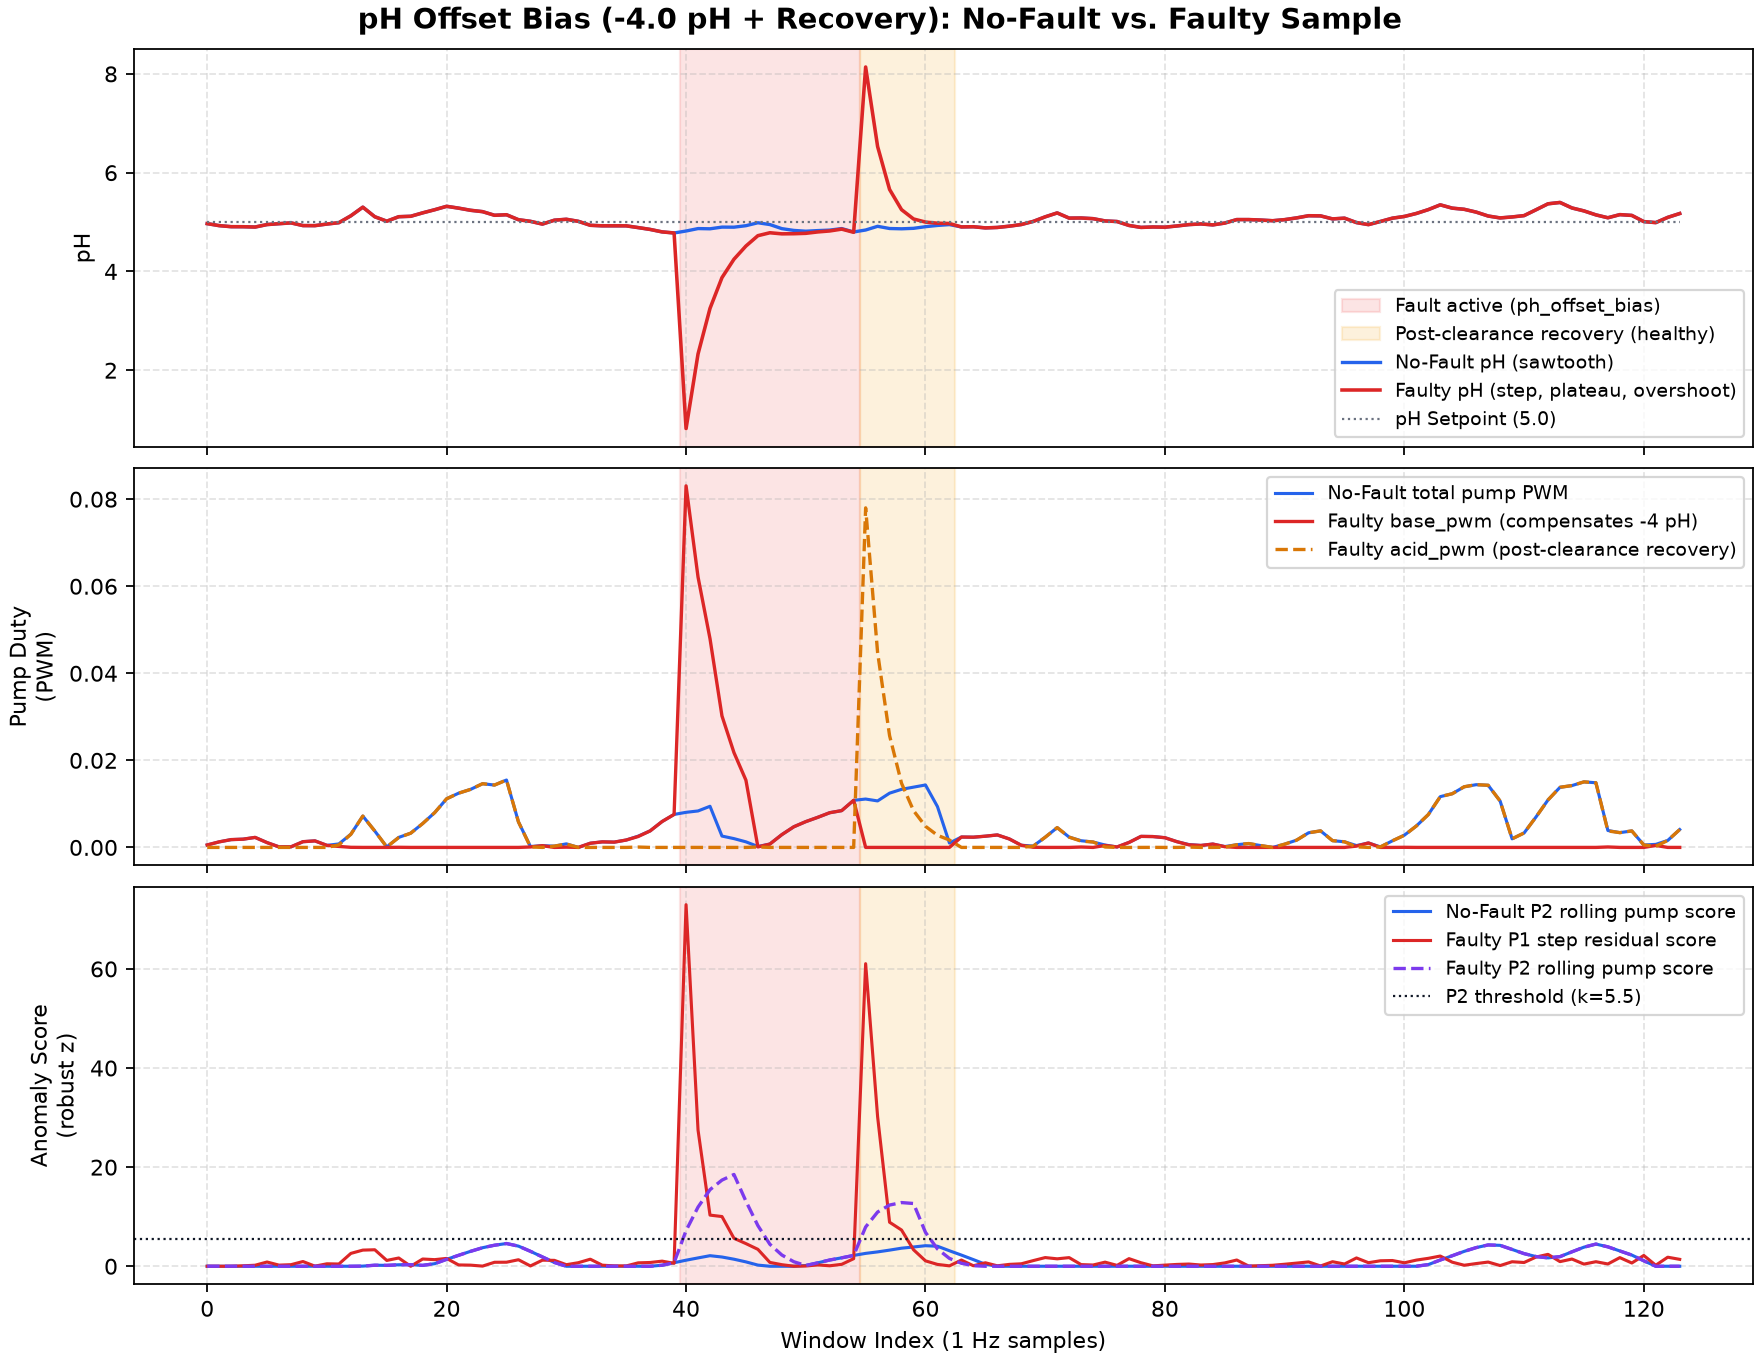 pH Offset Bias (-4.0 pH + Recovery): No-Fault vs. Faulty Sample
8
6
4
2
pH
Fault active (ph_offset_bias)
Post-clearance recovery (healthy)
No-Fault pH (sawtooth)
Faulty pH (step, plateau, overshoot)
pH Setpoint (5.0)
0.08
0.06
0.04
0.02
0.00
Pump Duty
(PWM)
No-Fault total pump PWM
Faulty base_pwm (compensates -4 pH)
Faulty acid_pwm (post-clearance recovery)
60
40
20
0
Anomaly Score
(robust z)
No-Fault P2 rolling pump score
Faulty P1 step residual score
Faulty P2 rolling pump score
P2 threshold (k=5.5)
0 20 40 60 80 100 120
Window Index (1 Hz samples)